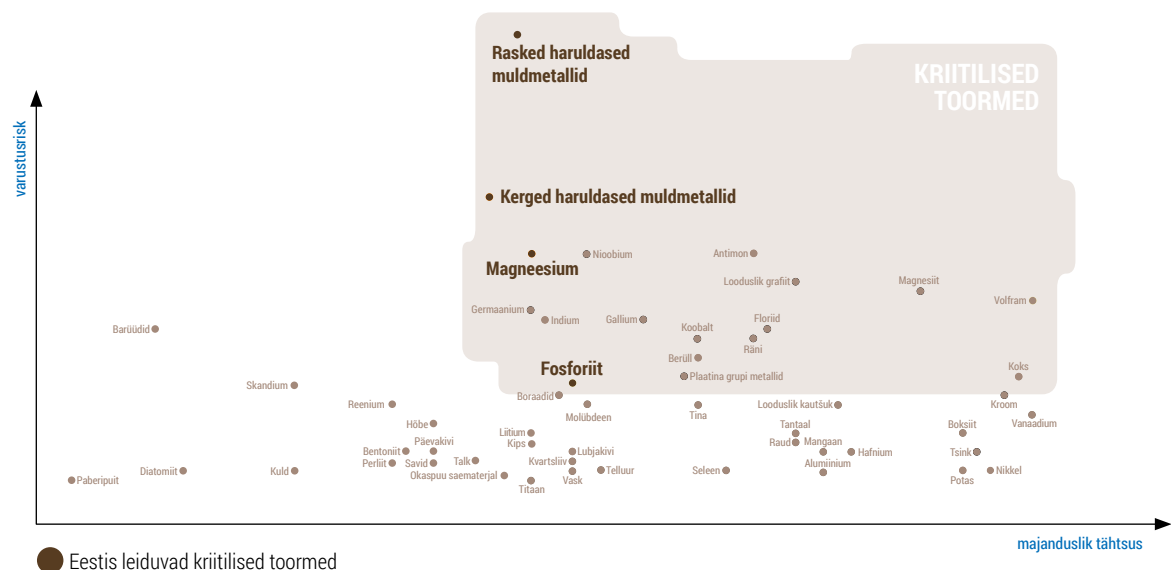 Rasked haruldased
muldmetallid
KRIITILISED
TOORMED
varustusrisk
Kerged haruldased muldmetallid
Magneesium
Nioobium
Antimon
Looduslik grafiit
Magnesiit
Volfram
Germaanium
Indium
Gallium
Koobalt
Floriid
Räni
Barüüdid
Berüll
Fosforiit
Plaatina grupi metallid
Koks
Skandium
Boraadid
Kroom
Reenium
Molübdeen
Tina
Looduslik kautšuk
Vanaadium
Hõbe
Tantaal
Boksiit
Liitium
Kips
Raud
Päevakivi
Mangaan
Bentoniit
Lubjakivi
Hafnium
Tsink
Perliit
Savid
Talk
Kvartsliiv
Alumiinium
Paberipuit
Diatomiit
Kuld
Okaspuu saematerjal
Titaan
Vask
Telluur
Seleen
Potas
Nikkel
majanduslik tähtsus
Eestis leiduvad kriitilised toormed